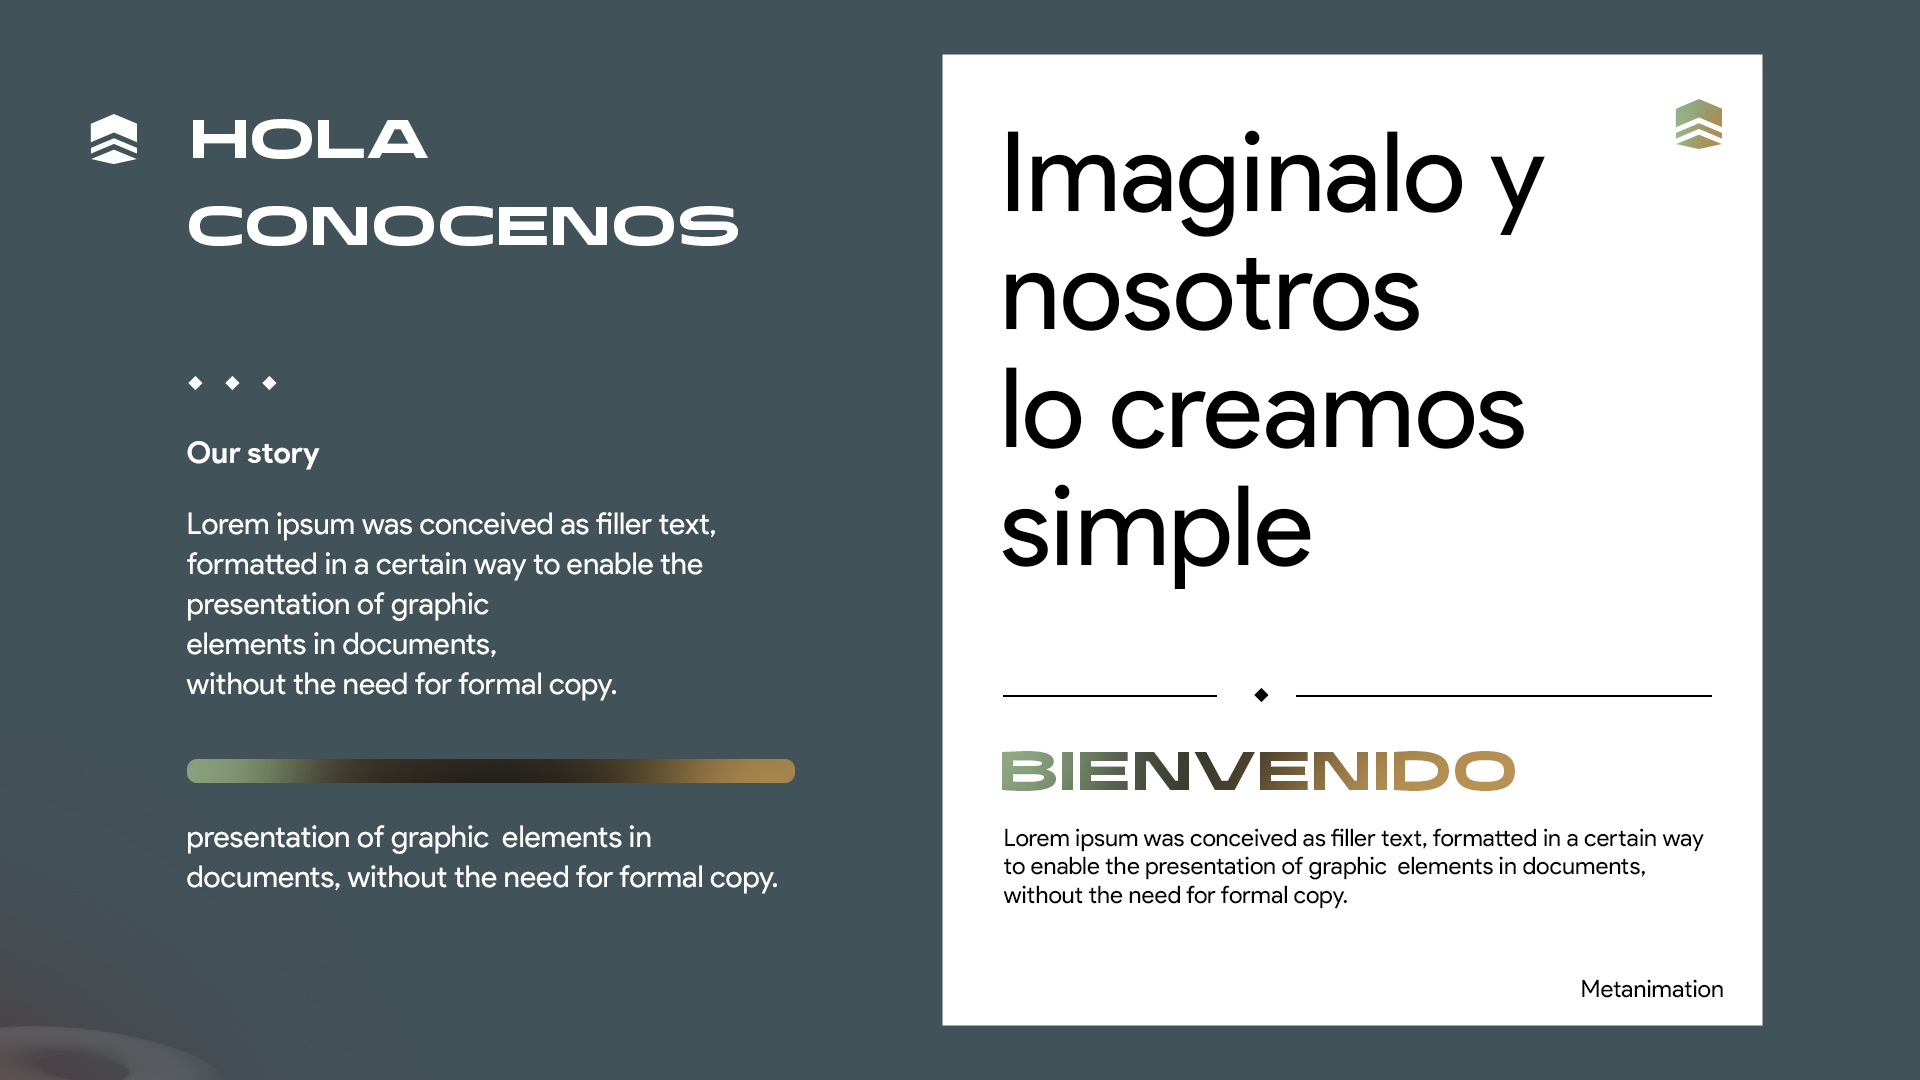 HOLA
CONOCENOS
Our story
Lorem ipsum was conceived as filler text,
formatted in a certain way to enable the
presentation of graphic
elements in documents,
without the need for formal copy.
presentation of graphic  elements in
documents, without the need for formal copy.
Imaginalo y
nosotros
lo creamos
simple
BIENVENIDO
Lorem ipsum was conceived as filler text, formatted in a certain way
to enable the presentation of graphic  elements in documents,
without the need for formal copy.
Metanimation